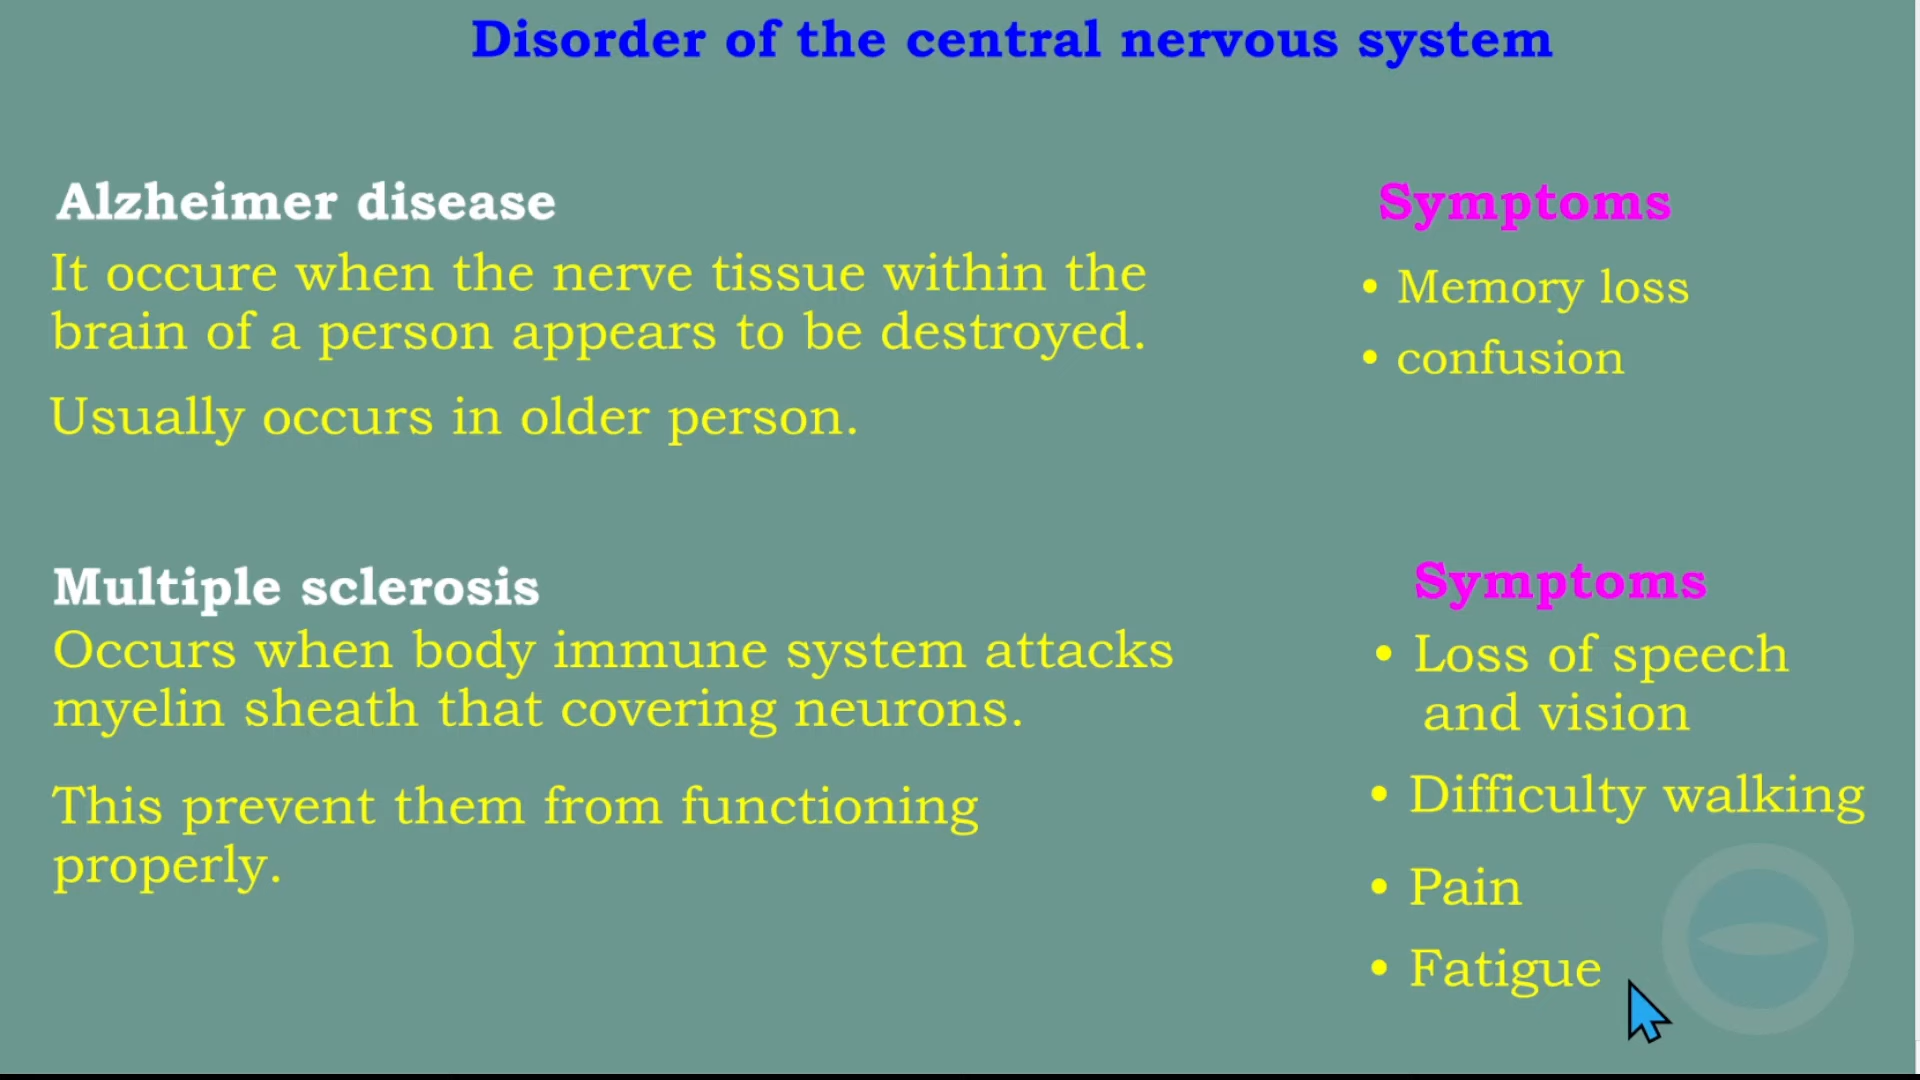 Disorder of the central nervous system
Alzheimer disease
It occure when the nerve tissue within the
brain of a person appears to be destroyed.
Usually occurs in older person.
Symptoms
• Memory loss
• confusion
Multiple sclerosis
Occurs when body immune system attacks
myelin sheath that covering neurons.
This prevent them from functioning
properly.
Symptoms
• Loss of speech
and vision
• Difficulty walking
• Pain
• Fatigue